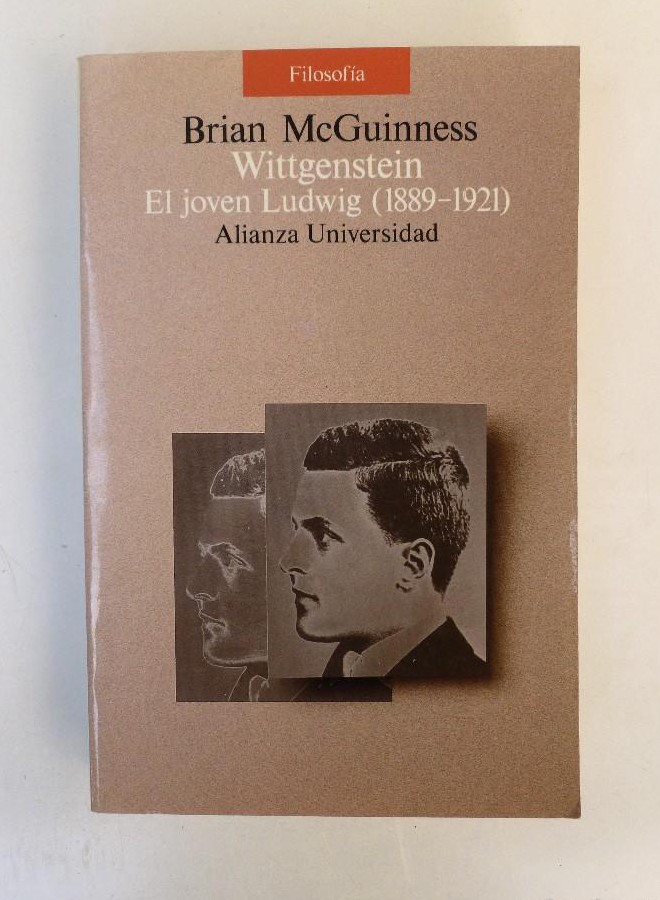 Filosofía
Brian McGuinness
Wittgenstein
El joven Ludwig (1889-1921)
Alianza Universidad